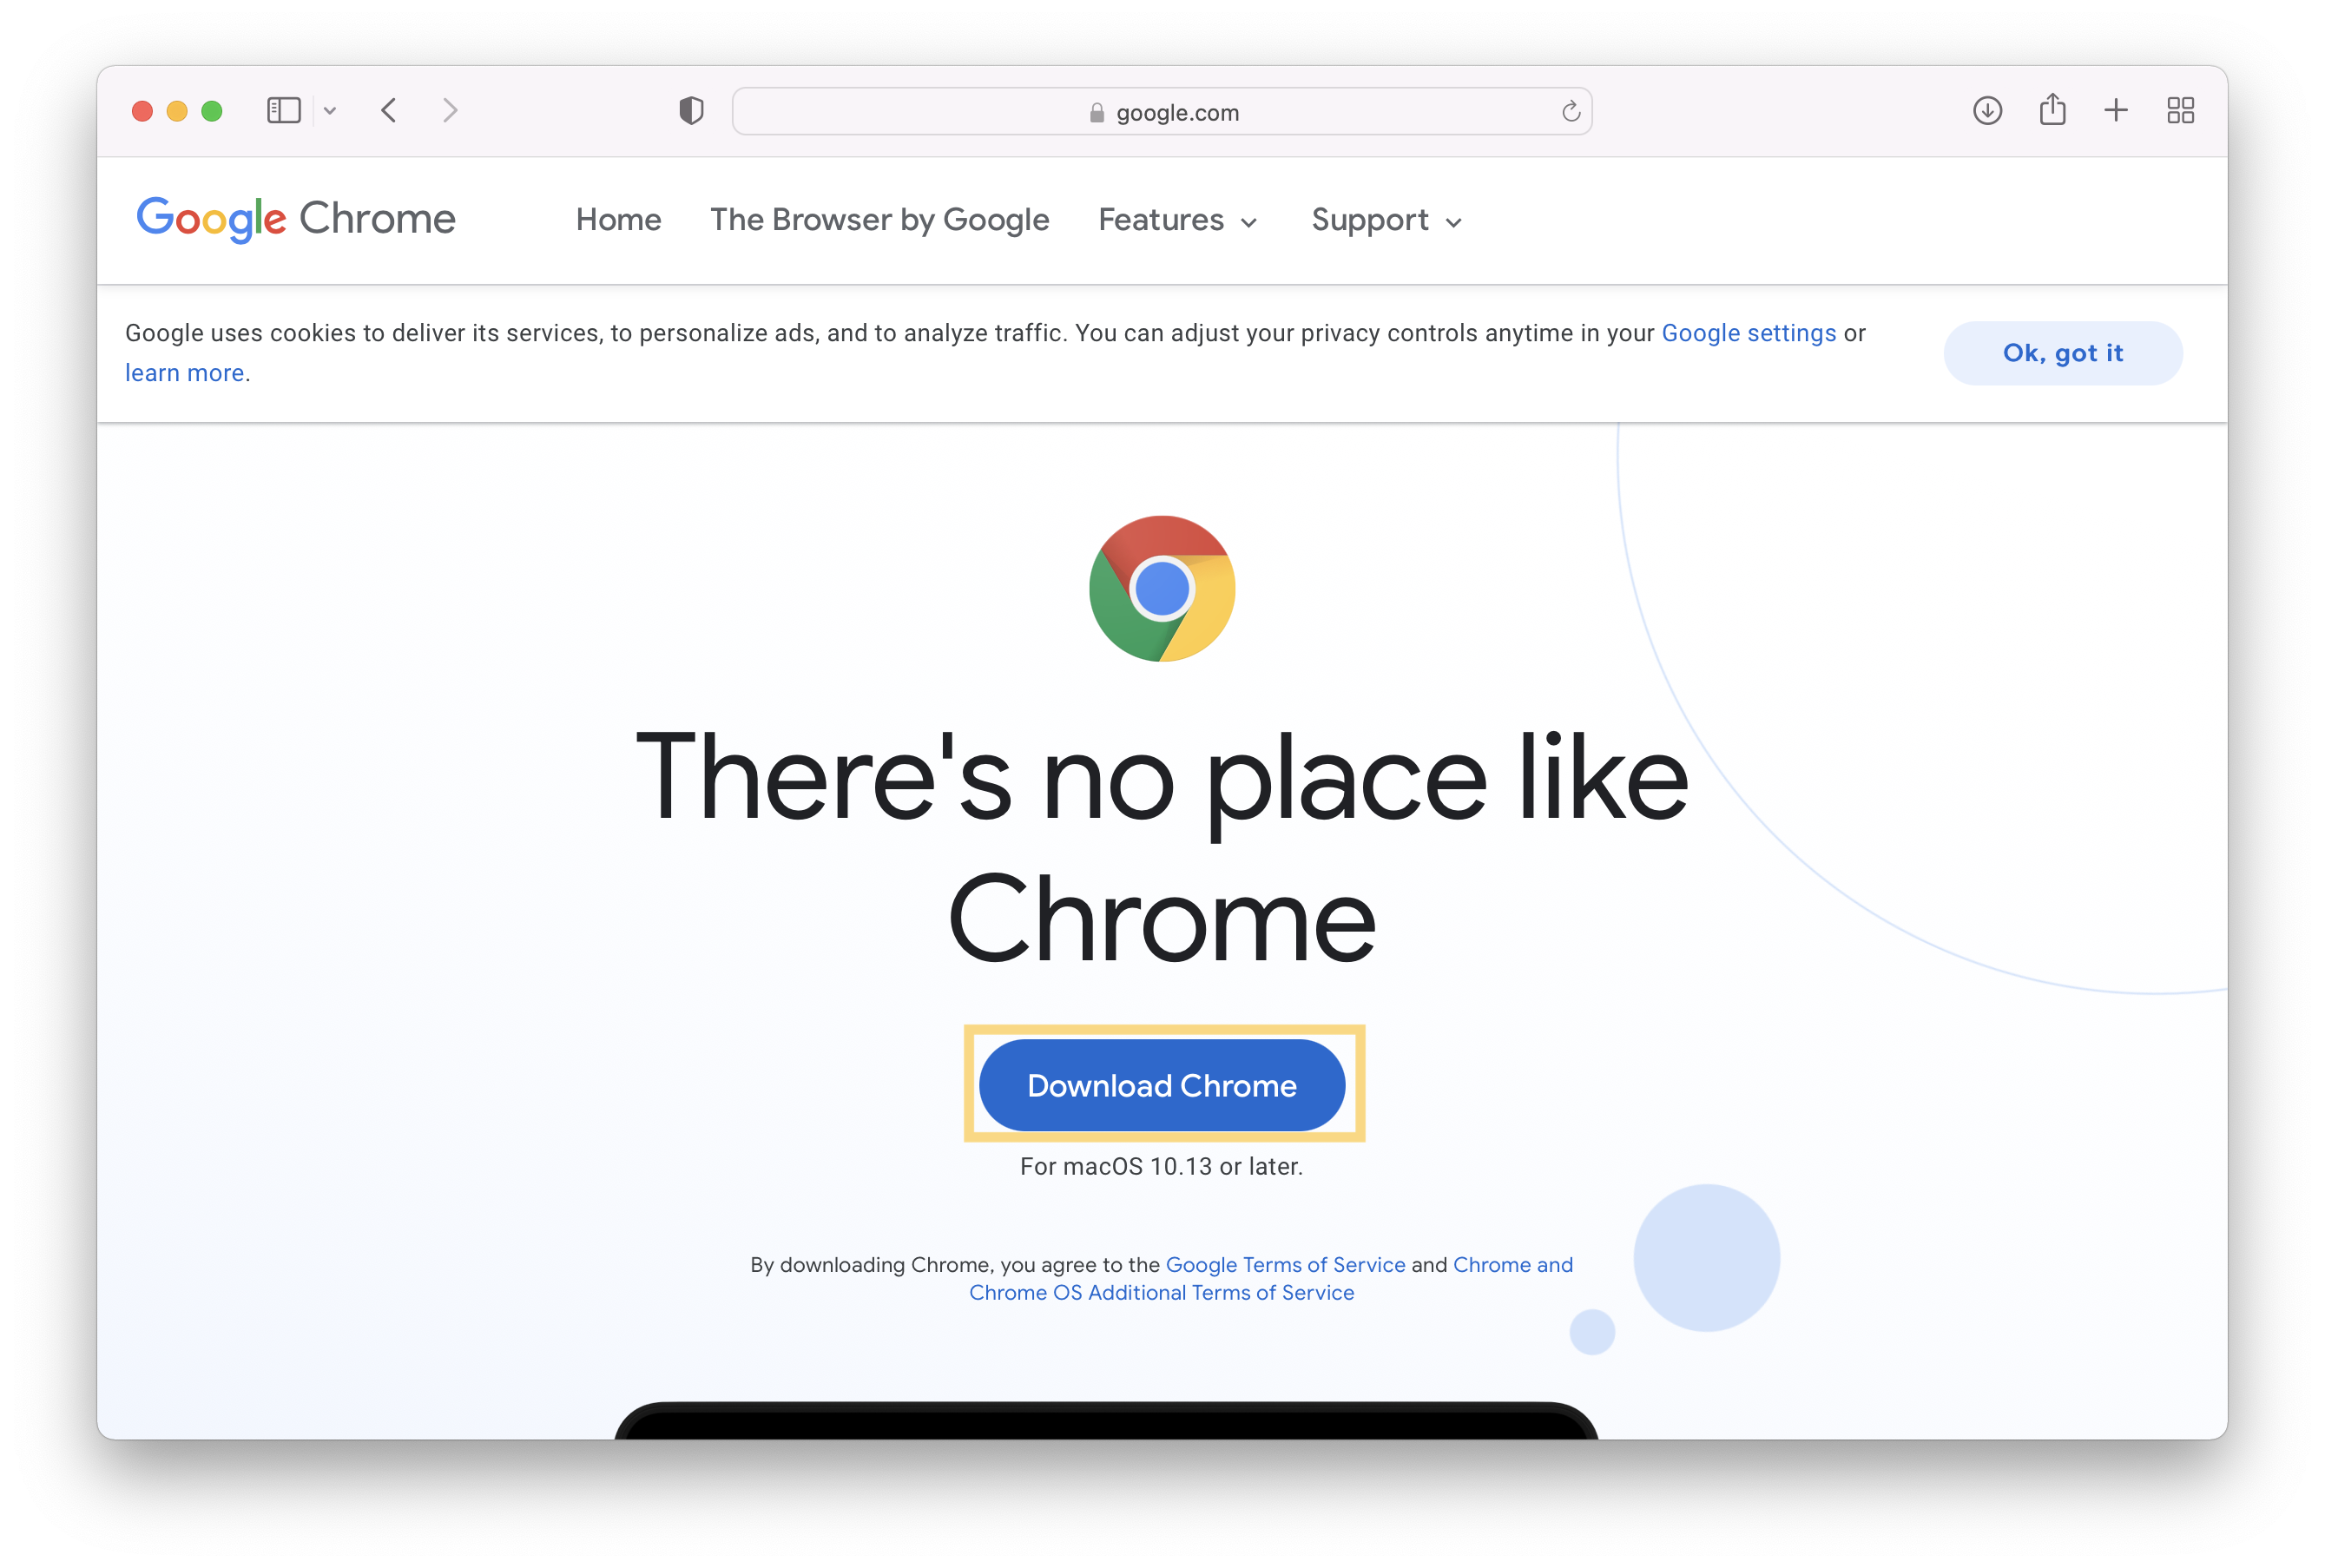 google.com
Google Chrome
Home
The Browser by Google
Features
Support
Google uses cookies to deliver its services, to personalize ads, and to analyze traffic. You can adjust your privacy controls anytime in your Google settings or
learn more.
Ok, got it
There's no place like
Chrome
Download Chrome
For macOS 10.13 or later.
By downloading Chrome, you agree to the Google Terms of Service and Chrome and
Chrome OS Additional Terms of Service